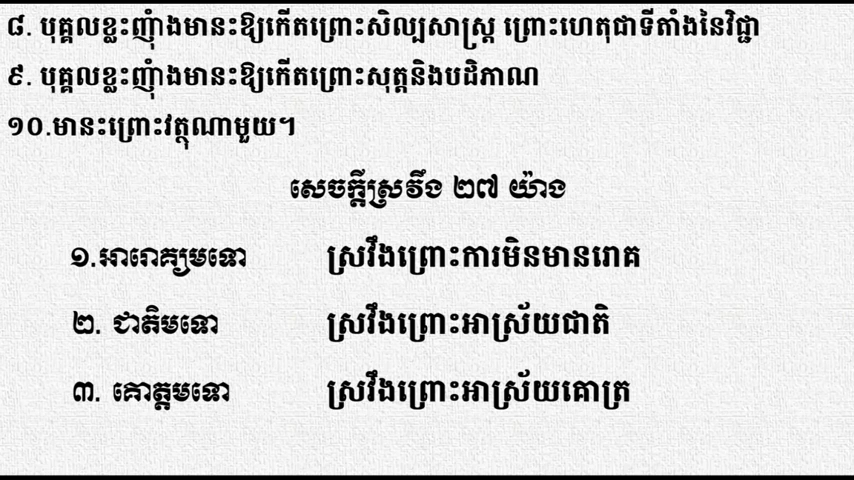 ៨. បុគ្គលខ្លះញ៉ាំងមានះឱ្យកើតព្រោះសិល្បសាស្ត្រ ព្រោះហេតុជាទីតាំងនៃវិជ្ជា
៩. បុគ្គលខ្លះញ៉ាំងមានះឱ្យកើតព្រោះសុត្តនិងបដិភាណ
១០.មានះព្រោះវត្ថុណាមួយ។
សេចក្ដីស្រវឹង ២៧ យ៉ាង
១.អារោគ្យមទោ ស្រវឹងព្រោះការមិនមានរោគ
២. ជាតិមទោ ស្រវឹងព្រោះអាស្រ័យជាតិ
៣. គោត្តមទោ ស្រវឹងព្រោះអាស្រ័យគោត្រ